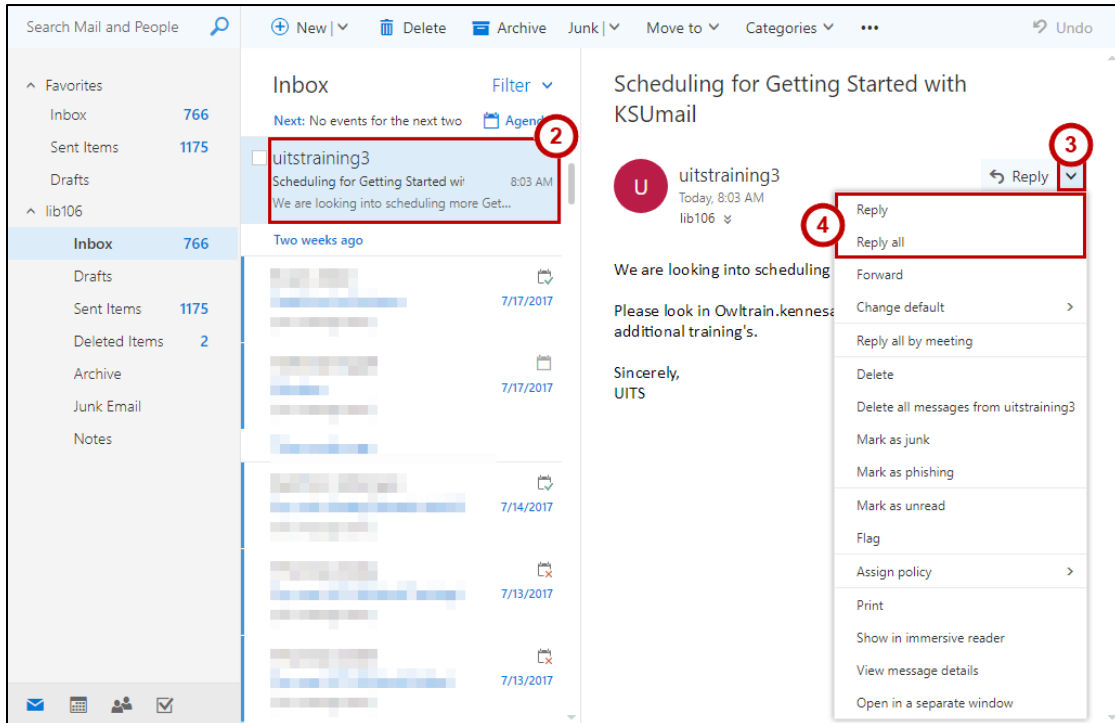 Search Mail and People
New
Delete
Archive
Junk
Move to
Categories
•••
Undo
Favorites
Inbox 766
Sent Items 1175
Drafts
lib106
Inbox 766
Drafts
Sent Items 1175
Deleted Items 2
Archive
Junk Email
Notes
Inbox
Filter
Next: No events for the next two
2
uitstraining3
Scheduling for Getting Started wit 8:03 AM
We are looking into scheduling more Get...
Two weeks ago
7/17/2017
7/17/2017
7/14/2017
7/13/2017
7/13/2017
Scheduling for Getting Started with
KSUmail
3
U
uitstraining3
Today, 8:03 AM
lib106
Reply
4
We are looking into scheduling
Please look in
additional training's.
Sincerely,
UITS
Reply
Reply all
Forward
Change default
Reply all by meeting
Delete
Delete all messages from uitstraining3
Mark as junk
Mark as phishing
Mark as unread
Flag
Assign policy
Print
Show in immersive reader
View message details
Open in a separate window